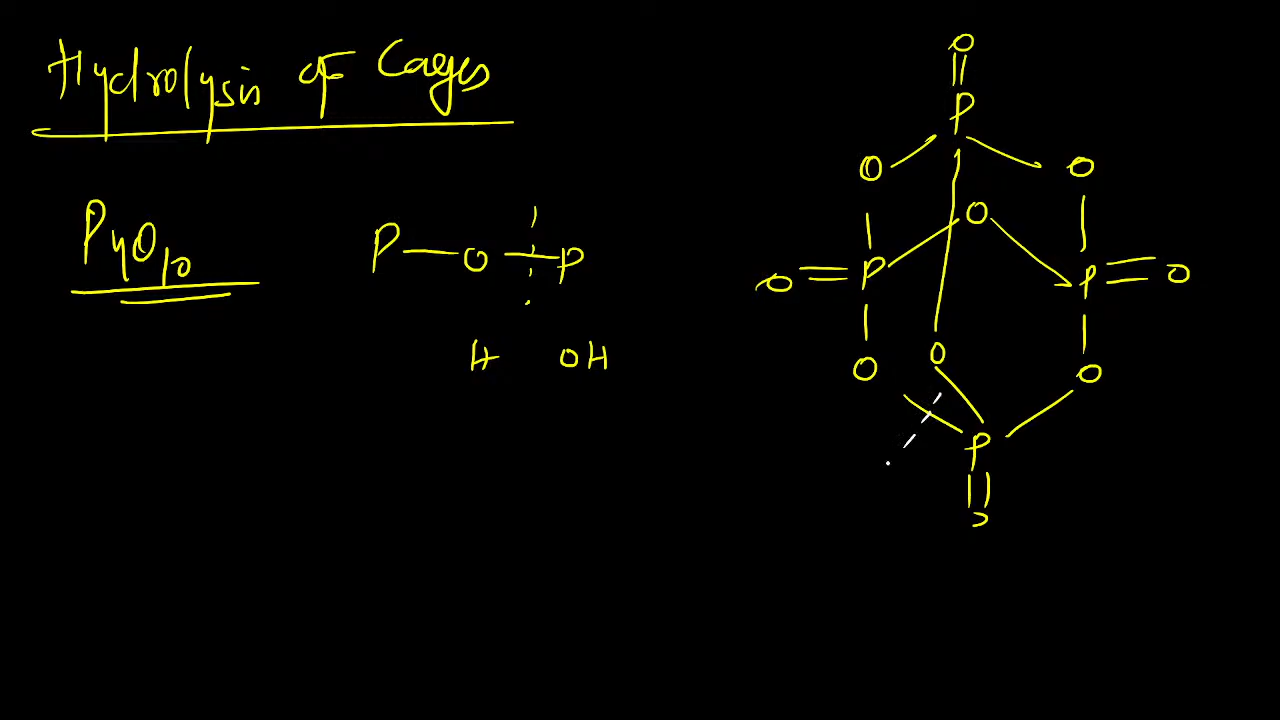 Hydrolysis of Cages
P4O10
P—O—P
H OH
O
P
O O
O
O=P P=O
O O O
P
O